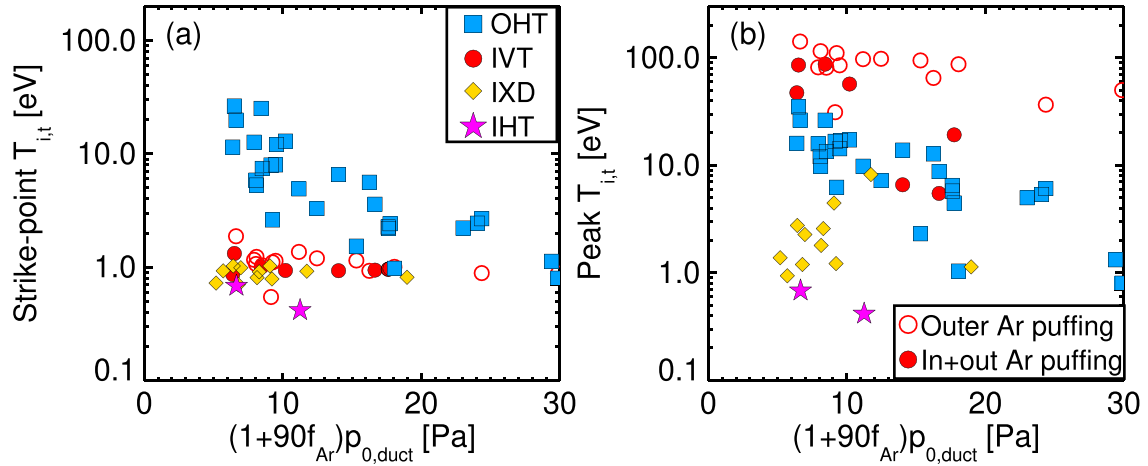 (a)
OHT
IVT
IXD
IHT
Strike-point T_{i,t} [eV]
100.0
10.0
1.0
0.1
0
10
20
30
(1+90f_{Ar})p_{0,duct} [Pa]
(b)
Peak T_{i,t} [eV]
100.0
10.0
1.0
0.1
Outer Ar puffing
In+out Ar puffing
0
10
20
30
(1+90f_{Ar})p_{0,duct} [Pa]